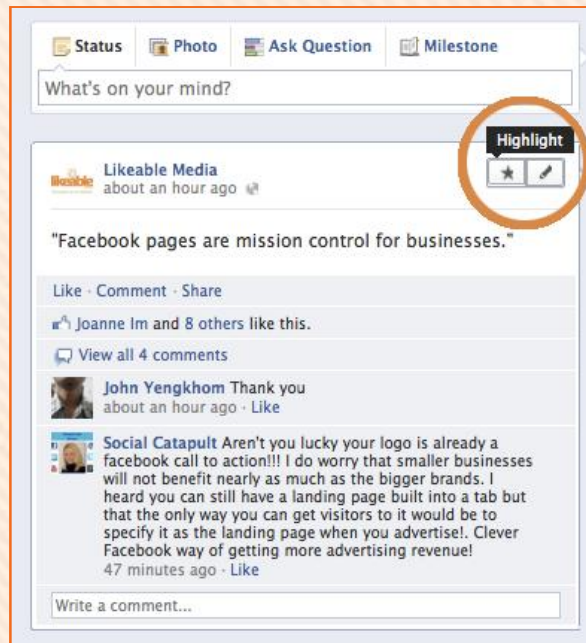 Status Photo Ask Question Milestone
What's on your mind?
Highlight
likeable
Likeable Media
about an hour ago
"Facebook pages are mission control for businesses."
Like · Comment · Share
Joanne Im and 8 others like this.
View all 4 comments
John Yengkhom Thank you
about an hour ago · Like
Social Catapult Aren't you lucky your logo is already a
facebook call to action!!! I do worry that smaller businesses
will not benefit nearly as much as the bigger brands. I
heard you can still have a landing page built into a tab but
that the only way you can get visitors to it would be to
specify it as the landing page when you advertise!. Clever
Facebook way of getting more advertising revenue!
47 minutes ago · Like
Write a comment...